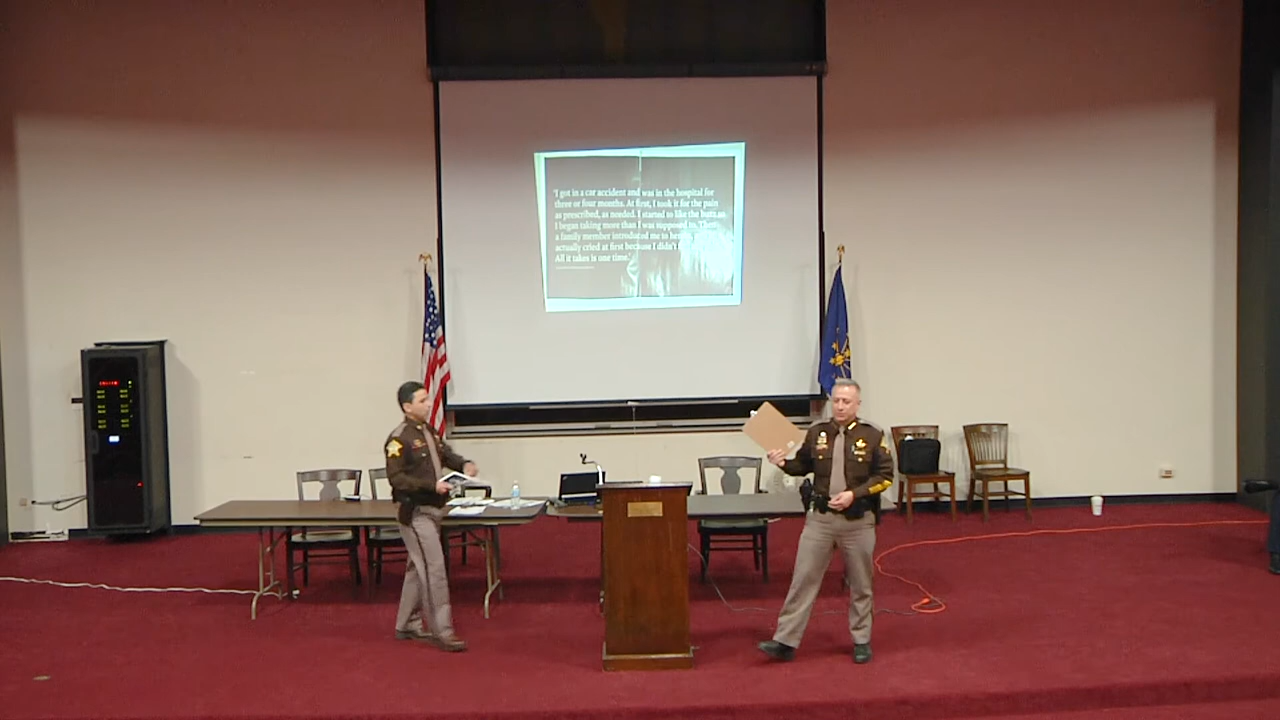 "I got in a car accident and was in the hospital for
three or four months. At first, I took it for the pain
as prescribed, as needed. I started to like the buzz, so
I began taking more than I was supposed to. Then
a family member introduced me to
actually cried at first because I didn't
All it takes is one time."